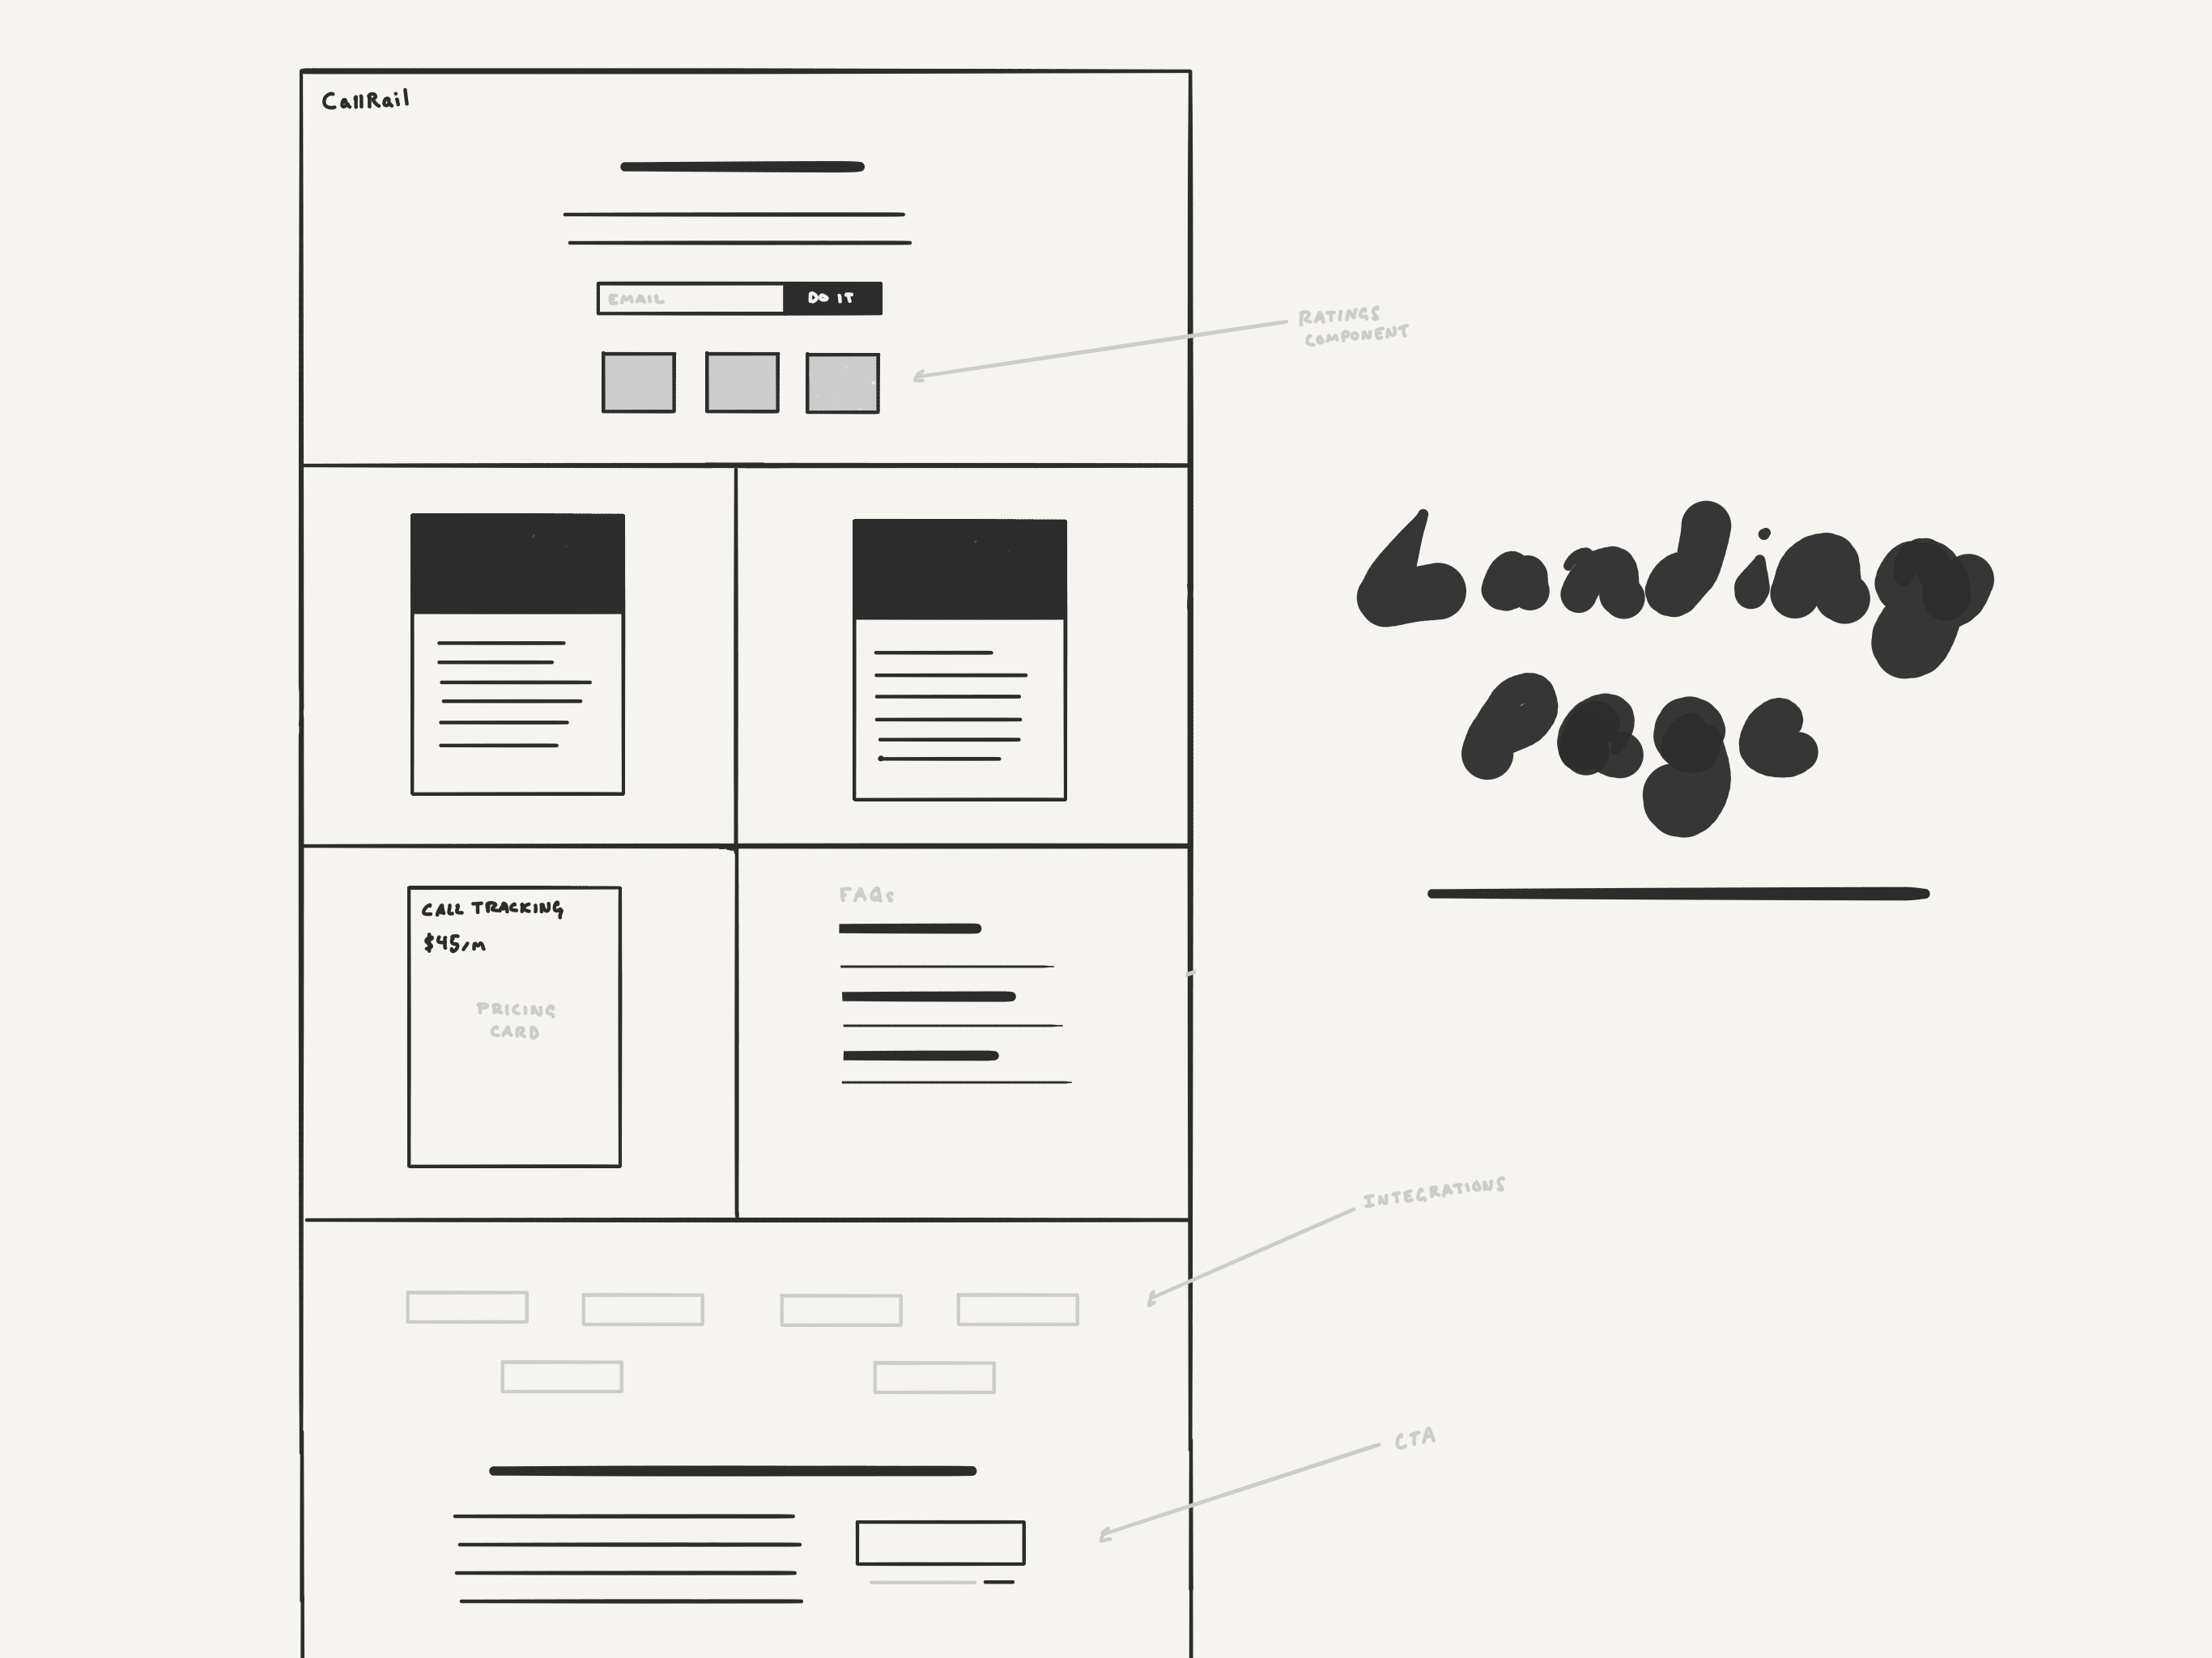 CallRail
EMAIL
DO IT
RATINGS
COMPONENT
Landing
Page
CALL TRACKING
$45/m
PRICING
CARD
FAQs
INTEGRATIONS
CTA